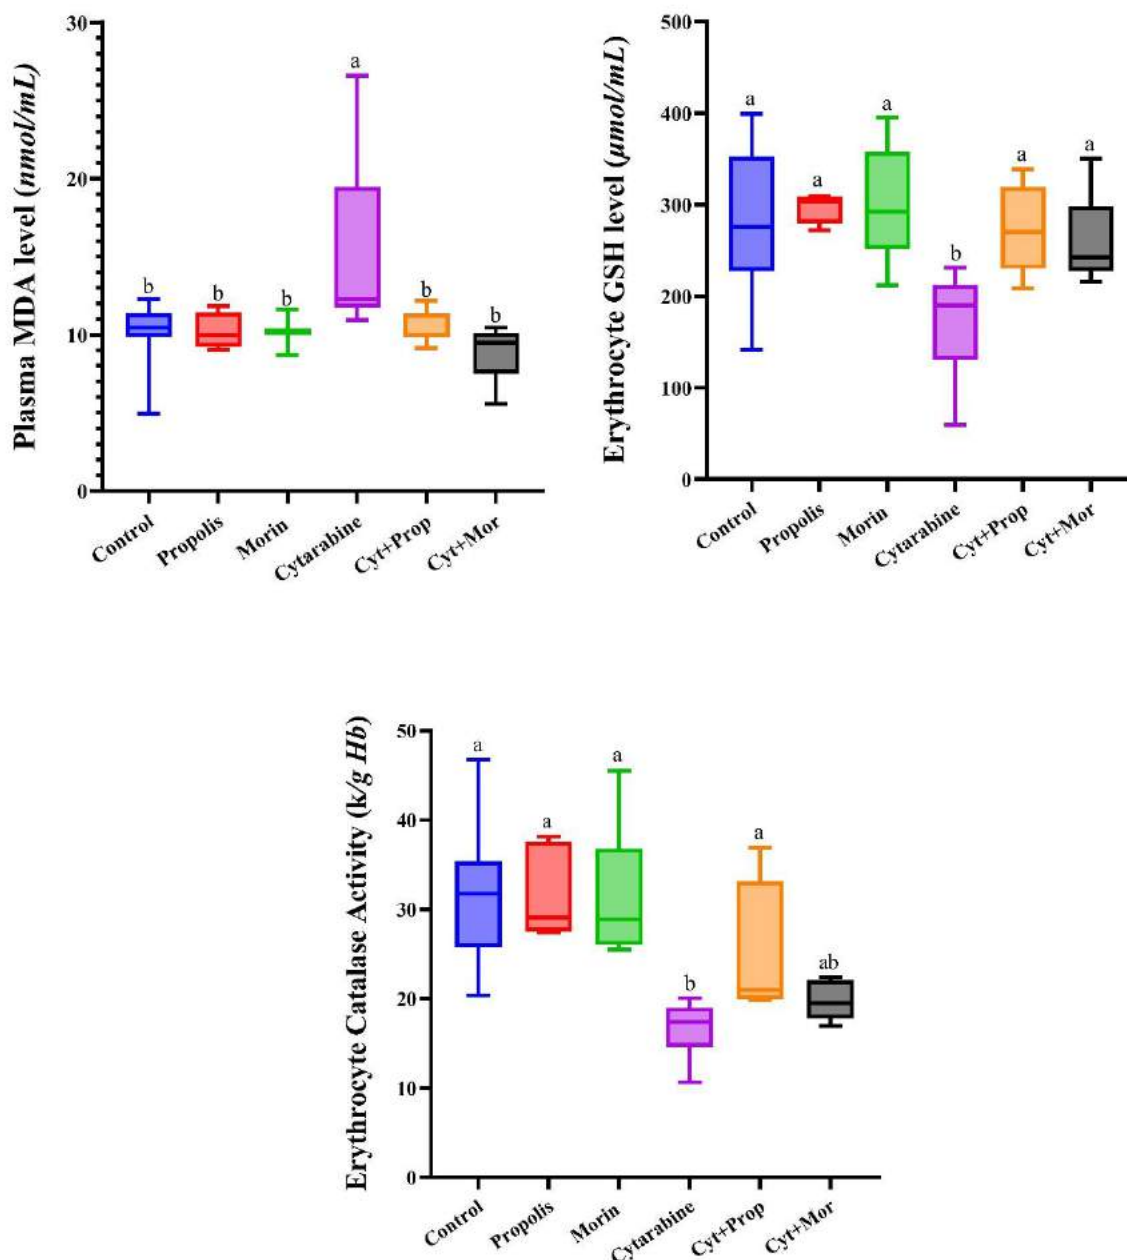 Plasma MDA level (nmol/mL)
30
20
10
0
a
b
b
b
b
b
Control
Propolis
Morin
Cytarabine
Cyt+Prop
Cyt+Mor
Erythrocyte GSH level (μmol/mL)
500
400
300
200
100
0
a
a
a
b
a
a
Control
Propolis
Morin
Cytarabine
Cyt+Prop
Cyt+Mor
Erythrocyte Catalase Activity (k/g Hb)
50
40
30
20
10
0
a
a
a
b
a
ab
Control
Propolis
Morin
Cytarabine
Cyt+Prop
Cyt+Mor